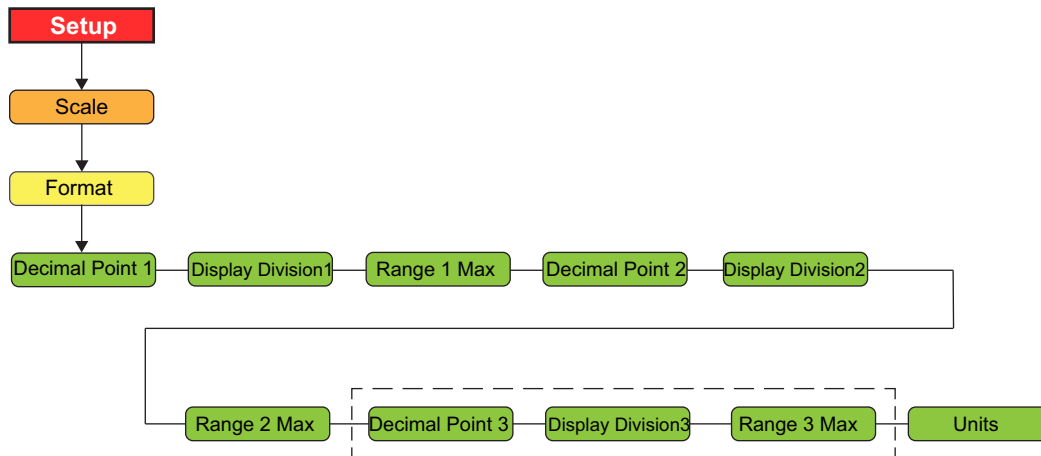 Setup
Scale
Format
Decimal Point 1
Display Division1
Range 1 Max
Decimal Point 2
Display Division2
Range 2 Max
Decimal Point 3
Display Division3
Range 3 Max
Units